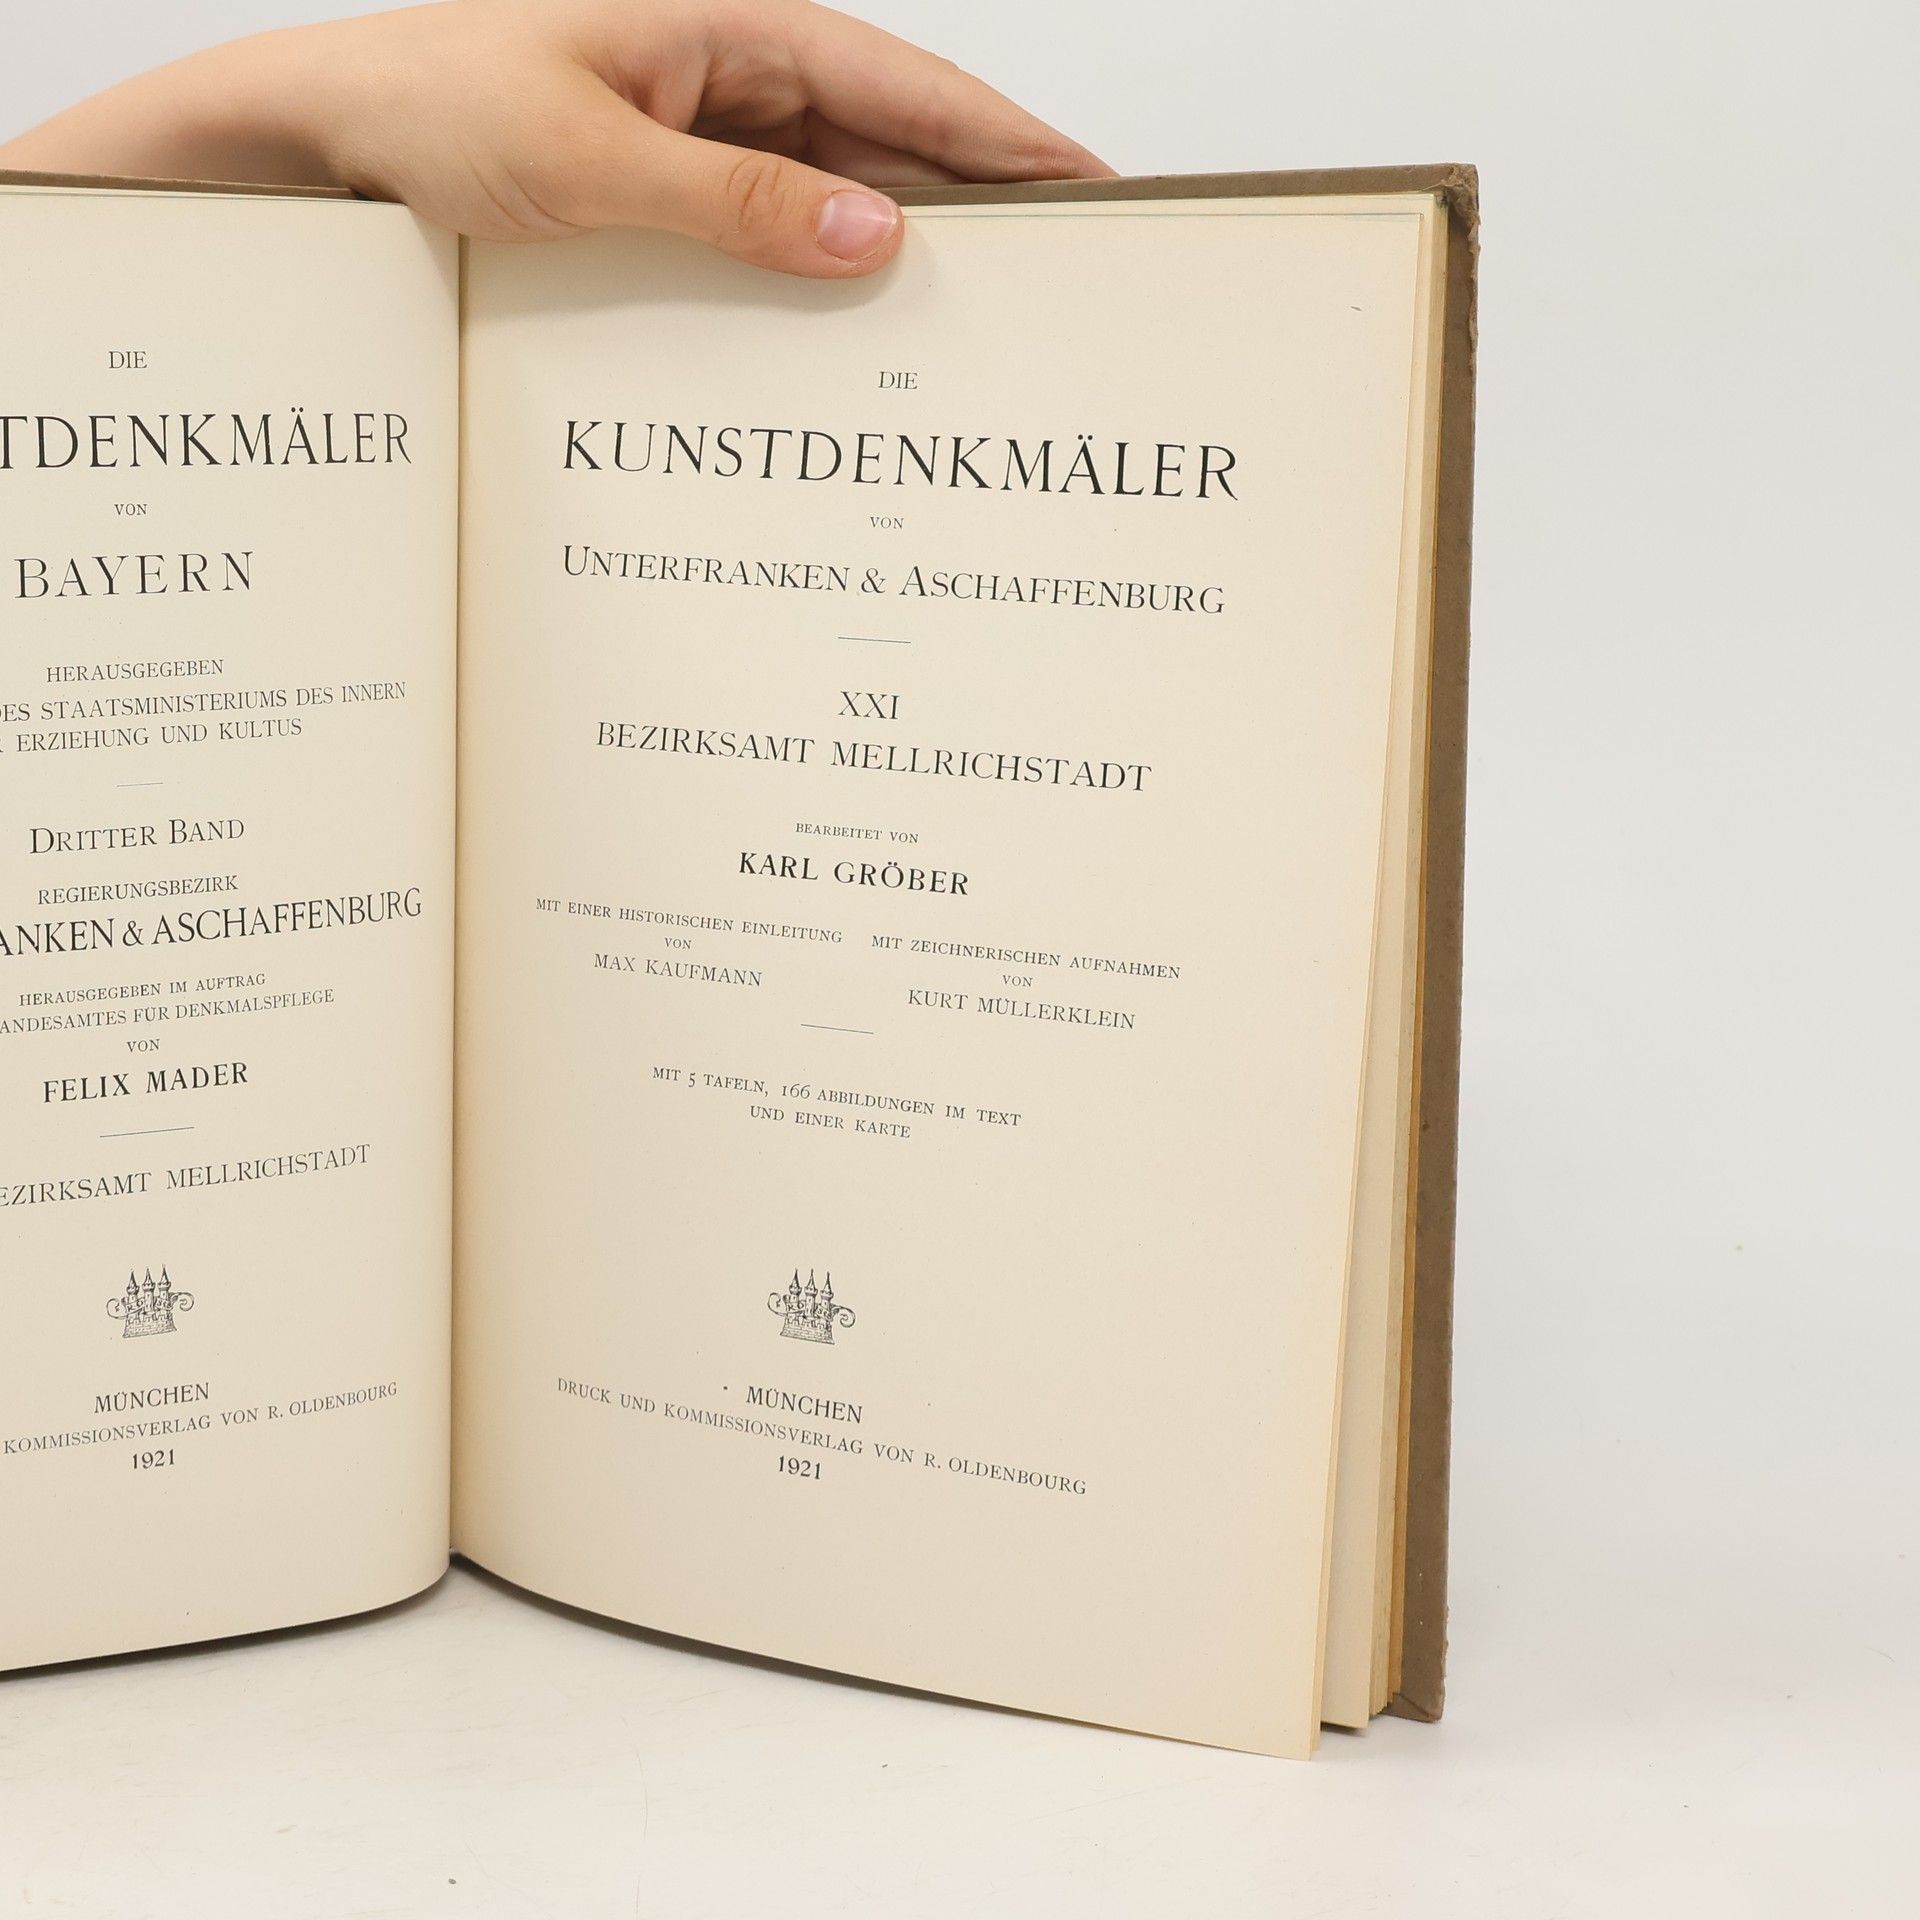 DIE
TDENKMÄLER
VON
BAYERN
HERAUSGEGEBEN
DES STAATSMINISTERIUMS DES INNERN
ERZIEHUNG UND KULTUS
DRITTER BAND
REGIERUNGSBEZIRK
ANKEN & ASCHAFFENBURG
HERAUSGEGEBEN IM AUFTRAG
ANDESAMTES FÜR DENKMALSPFLEGE
VON
FELIX MADER
EZIRKSAMT MELLRICHSTADT
MÜNCHEN
KOMMISSIONSVERLAG VON R. OLDENBOURG
1921
DIE
KUNSTDENKMÄLER
VON
UNTERFRANKEN & ASCHAFFENBURG
XXI
BEZIRKSAMT MELLRICHSTADT
BEARBEITET VON
KARL GRÖBER
MIT EINER HISTORISCHEN EINLEITUNG
VON
MAX KAUFMANN
MIT ZEICHNERISCHEN AUFNAHMEN
VON
KURT MÜLLERKLEIN
MIT 5 TAFELN, 166 ABBILDUNGEN IM TEXT
UND EINER KARTE
MÜNCHEN
DRUCK UND KOMMISSIONSVERLAG VON R. OLDENBOURG
1921